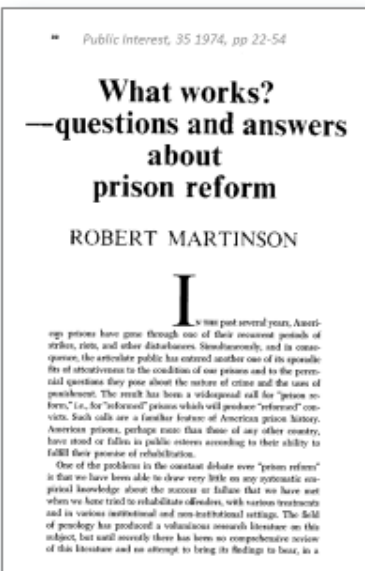 22 Public Interest, 35 1974, pp 22-54
What works?
—questions and answers
about
prison reform
ROBERT MARTINSON
IN THE past several years, Ameri-
can prisons have gone through one of their recurrent periods of
strikes, riots, and other disturbances. Simultaneously, and in conse-
quence, the articulate public has entered another one of its sporadic
fits of attentiveness to the condition of our prisons and to the peren-
nial questions they pose about the nature of crime and the uses of
punishment. The result has been a widespread call for "prison re-
form," i.e., for "reformed" prisons which will produce "reformed" con-
victs. Such calls are a familiar feature of American prison history.
American prisons, perhaps more than those of any other country,
have stood or fallen in public esteem according to their ability to
fulfill their promise of rehabilitation.
One of the problems in the constant debate over "prison reform"
is that we have been able to draw very little on any systematic em-
pirical knowledge about the success or failure that we have met
when we have tried to rehabilitate offenders, with various treatments
and in various institutional and non-institutional settings. The field
of penology has produced a voluminous research literature on this
subject, but until recently there has been no comprehensive review
of this literature and no attempt to bring its findings to bear, in a